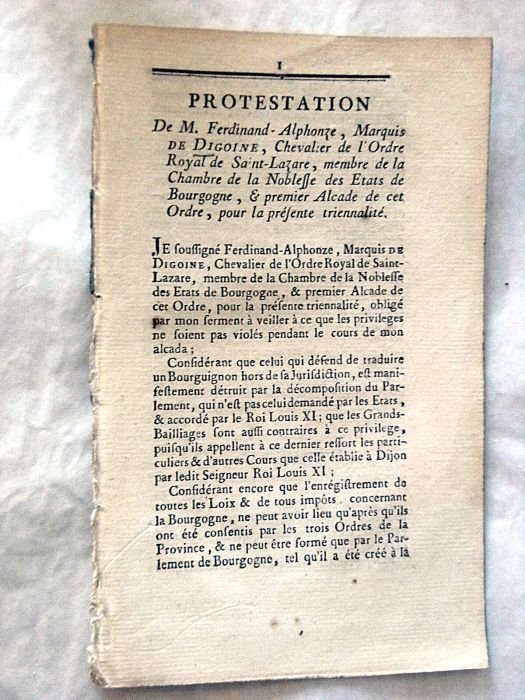 1
PROTESTATION
De M. Ferdinand-Alphonze, Marquis
DE DIGOINE, Chevalier de l'Ordre
Royal de Saint-Lazare, membre de la
Chambre de la Nobleſſe des Etats de
Bourgogne, & premier Alcade de cet
Ordre, pour la préſente triennalité.
JE ſouſſigné Ferdinand-Alphonze, Marquis DE
DIGOINE, Chevalier de l'Ordre Royal de Saint-
Lazare, membre de la Chambre de la Nobleſſe
des Etats de Bourgogne, & premier Alcade de
cet Ordre, pour la préſente triennalité, obligé
par mon ſerment à veiller à ce que les privileges
ne ſoient pas violés pendant le cours de mon
alcada;
Conſidérant que celui qui défend de traduire
un Bourguignon hors de ſa Juriſdiction, eſt mani-
feſtement détruit par la décompoſition du Par-
lement, qui n'eſt pas celui demandé par les Etats,
& accordé par le Roi Louis XI; que les Grands-
Bailliages ſont auſſi contraires à ce privilege,
puiſqu'ils appellent à ce dernier reſſort les parti-
culiers & d'autres Cours que celle établie à Dijon
par ledit Seigneur Roi Louis XI;
Conſidérant encore que l'enrégiſtrement de
toutes les Loix & de tous impôts concernant
la Bourgogne, ne peut avoir lieu qu'après qu'ils
ont été conſentis par les trois Ordres de la
Province, & ne peut être formé que par le Par-
lement de Bourgogne, tel qu'il a été créé à la